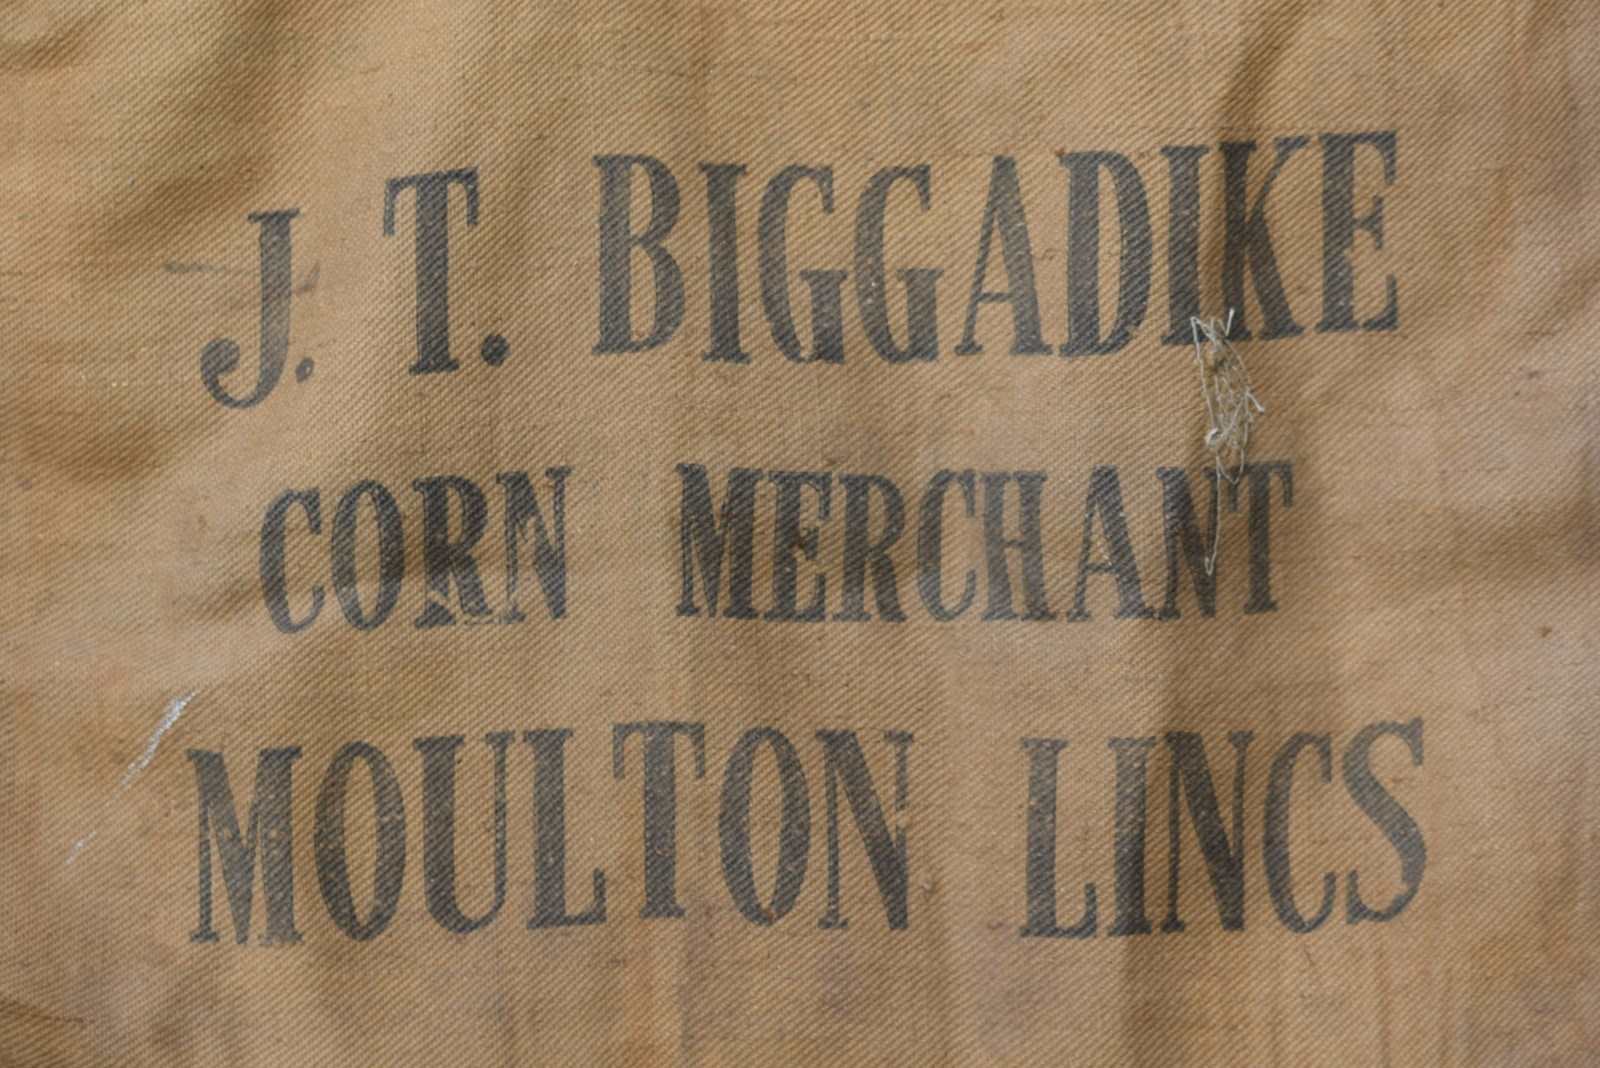 J. T. BIGGADIKE
CORN MERCHANT
MOULTON LINCS